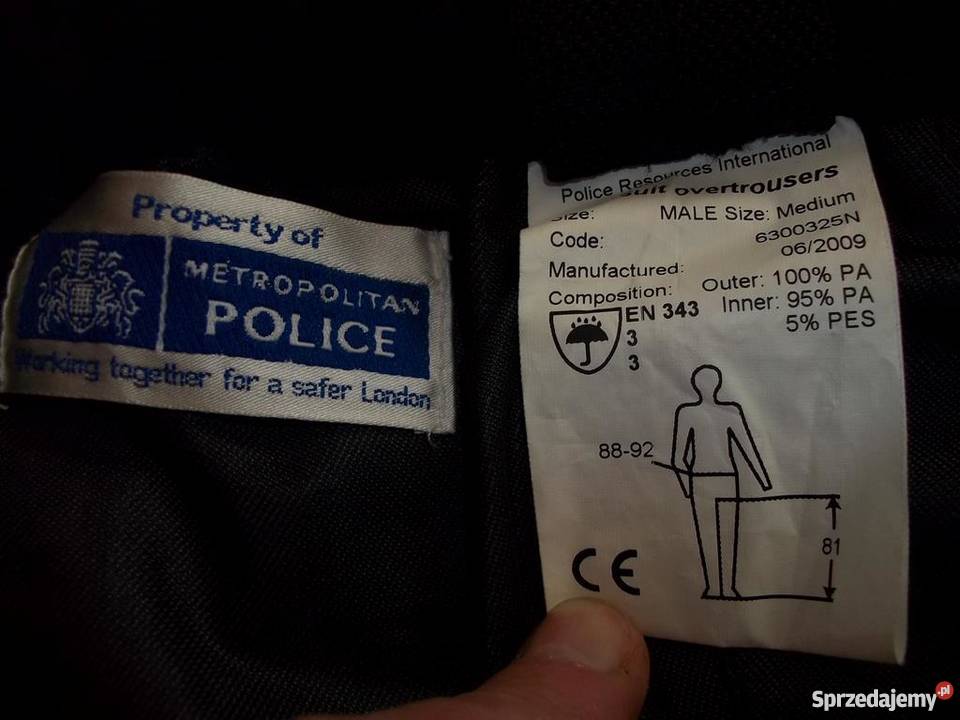 Property of
METROPOLITAN
POLICE
Working together for a safer London
Police Resources International
suit overtrousers
Size: MALE Size: Medium
Code: 6300325N
Manufactured: 06/2009
Composition: Outer: 100% PA
Inner: 95% PA
5% PES
EN 343
3
3
88-92
81
CE
Sprzedajemy.pl